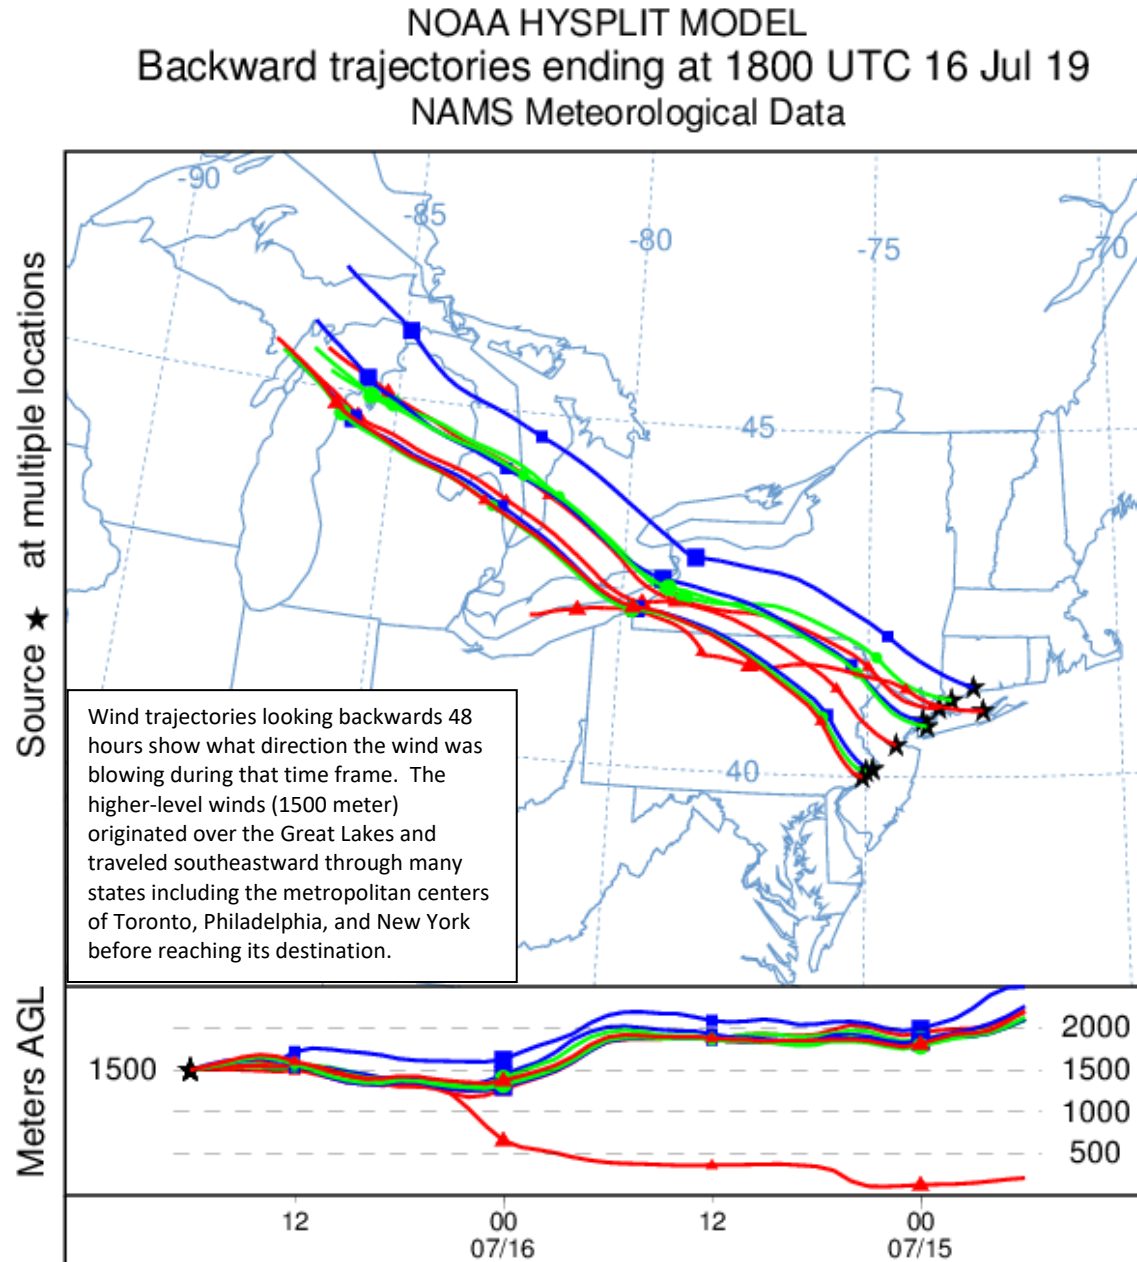 NOAA HYSPLIT MODEL
Backward trajectories ending at 1800 UTC 16 Jul 19
NAMS Meteorological Data
Source ★ at multiple locations
-90
-85
-80
-75
-70
45
40
Wind trajectories looking backwards 48
hours show what direction the wind was
blowing during that time frame. The
higher-level winds (1500 meter)
originated over the Great Lakes and
traveled southeastward through many
states including the metropolitan centers
of Toronto, Philadelphia, and New York
before reaching its destination.
Meters AGL
1500
2000
1500
1000
500
12
00
12
00
07/16
07/15